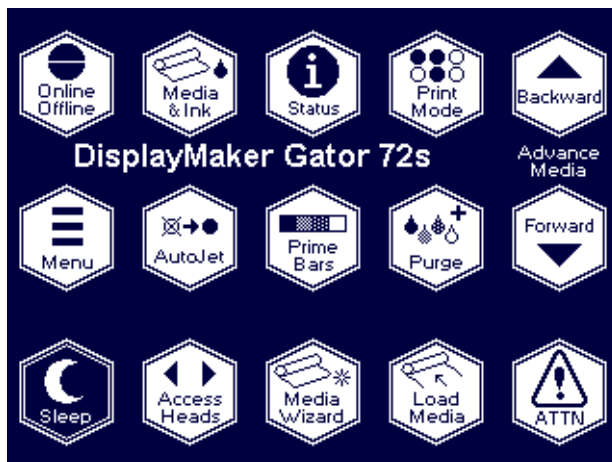 Online
Offline
Media
& Ink
Status
Print
Mode
Backward
DisplayMaker Gator 72s
Advance
Media
Menu
AutoJet
Prime
Bars
Purge
Forward
Sleep
Access
Heads
Media
Wizard
Load
Media
ATTN